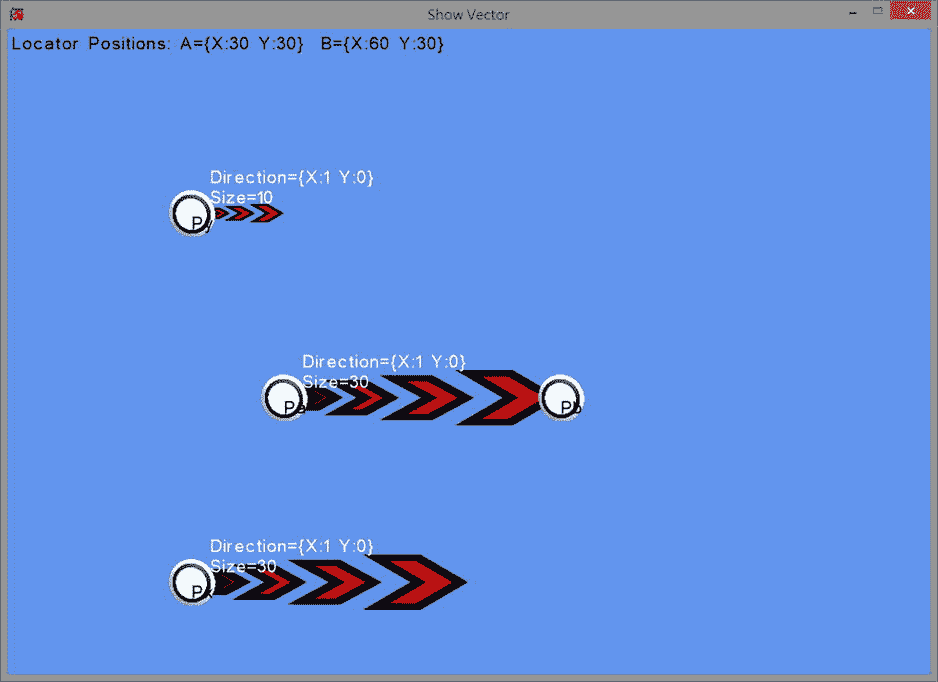 Show Vector
Locator Positions: A={X:30 Y:30} B={X:60 Y:30}
Direction={X:1 Y:0}
Size=10
Py
Direction={X:1 Y:0}
Size=30
Pa
Pb
Direction={X:1 Y:0}
Size=30